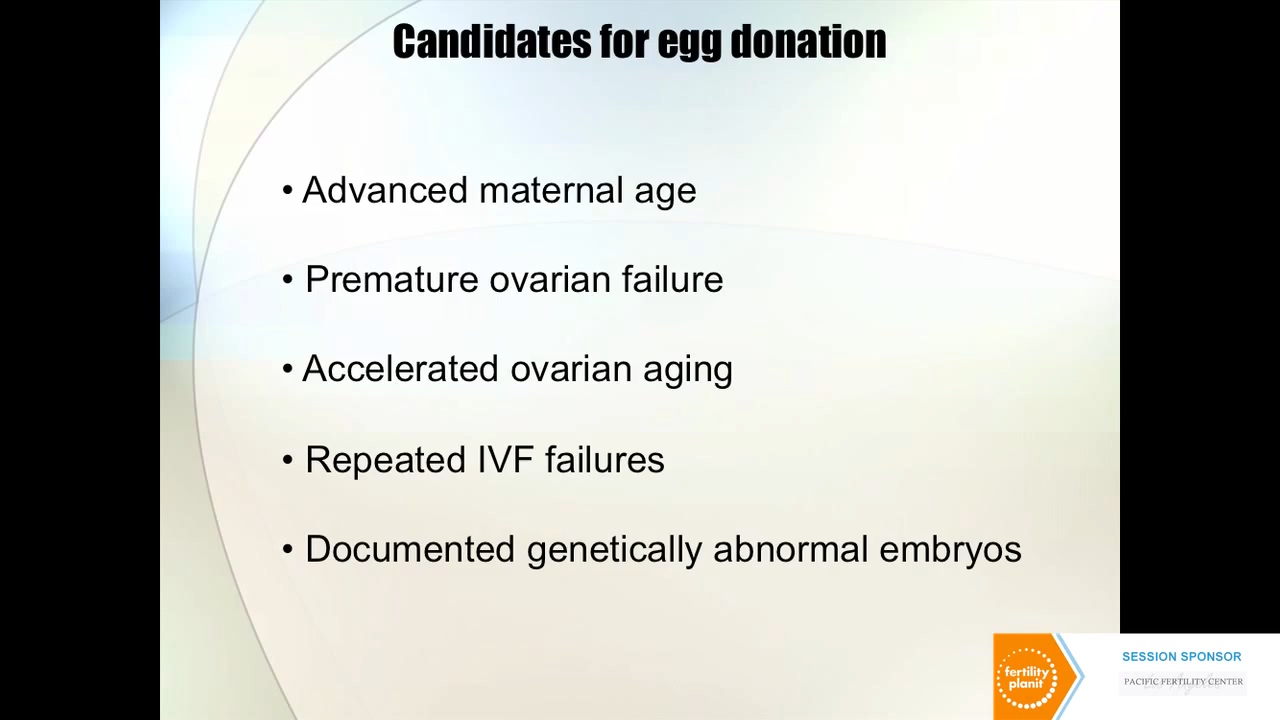 Candidates for egg donation
• Advanced maternal age
• Premature ovarian failure
• Accelerated ovarian aging
• Repeated IVF failures
• Documented genetically abnormal embryos
fertility
planit
SESSION SPONSOR
PACIFIC FERTILITY CENTER